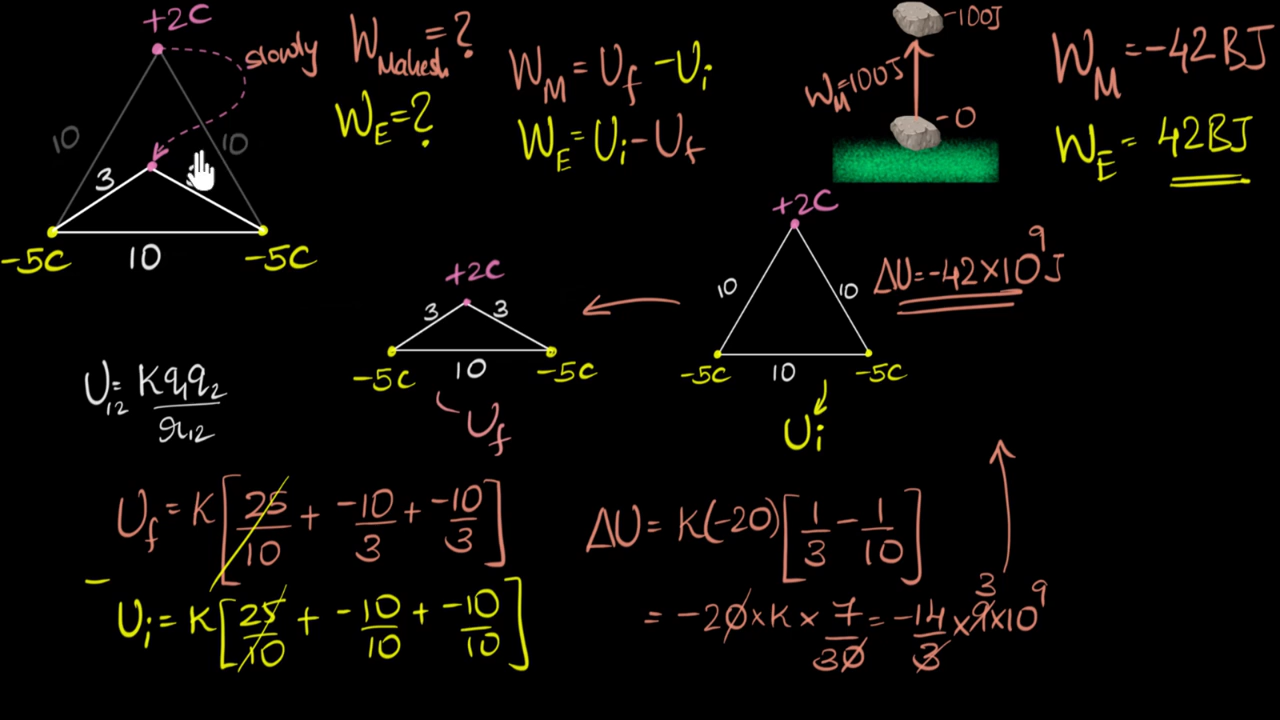 +2C
slowly
10
10
3
-5C
10
-5C
W_Mahesh = ?
W_E = ?
W_M = U_f - U_i
W_E = U_i - U_f
-100J
W_M=100J
-0
W_M = -42BJ
W_E = 42BJ
+2C
3
3
-5C
10
-5C
U_f
+2C
10
10
-5C
10
-5C
U_i
ΔU=-42×10^9 J
U_12 = Kq1q2/r12
U_f = K[25/10 + -10/3 + -10/3]
-
U_i = K[25/10 + -10/10 + -10/10]
ΔU = K(-20)[1/3 - 1/10]
= -20×K×7/30 = -14/3×9×10^9
3